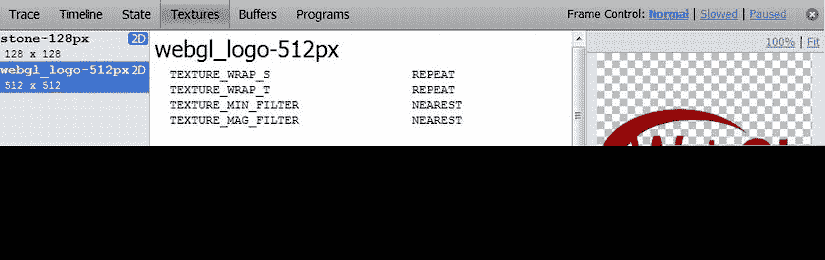 Trace Timeline State Textures Buffers Programs Frame Control: Normal | Slowed | Paused
stone-128px 2D
128 x 128
webgl_logo-512px 2D
512 x 512
webgl_logo-512px
TEXTURE_WRAP_S REPEAT
TEXTURE_WRAP_T REPEAT
TEXTURE_MIN_FILTER NEAREST
TEXTURE_MAG_FILTER NEAREST
100% | Fit